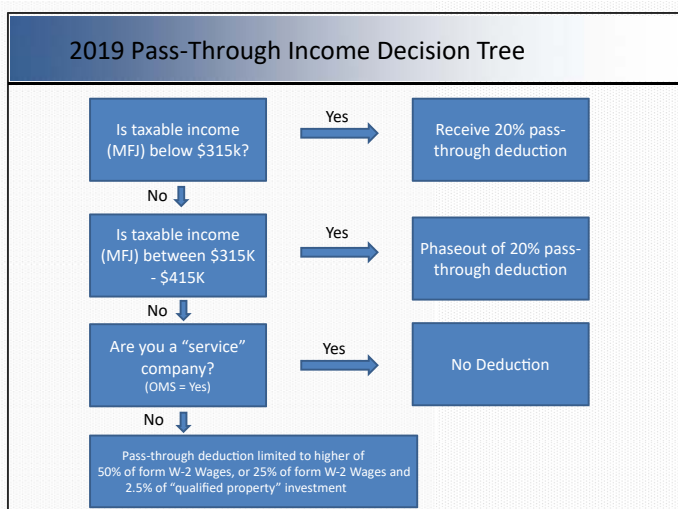 2019 Pass-Through Income Decision Tree
Is taxable income
(MFJ) below $315k?
Yes
Receive 20% pass-
through deduction
No
Is taxable income
(MFJ) between $315K
- $415K
Yes
Phaseout of 20% pass-
through deduction
No
Are you a “service”
company?
(OMS = Yes)
Yes
No Deduction
No
Pass-through deduction limited to higher of
50% of form W-2 Wages, or 25% of form W-2 Wages and
2.5% of “qualified property” investment